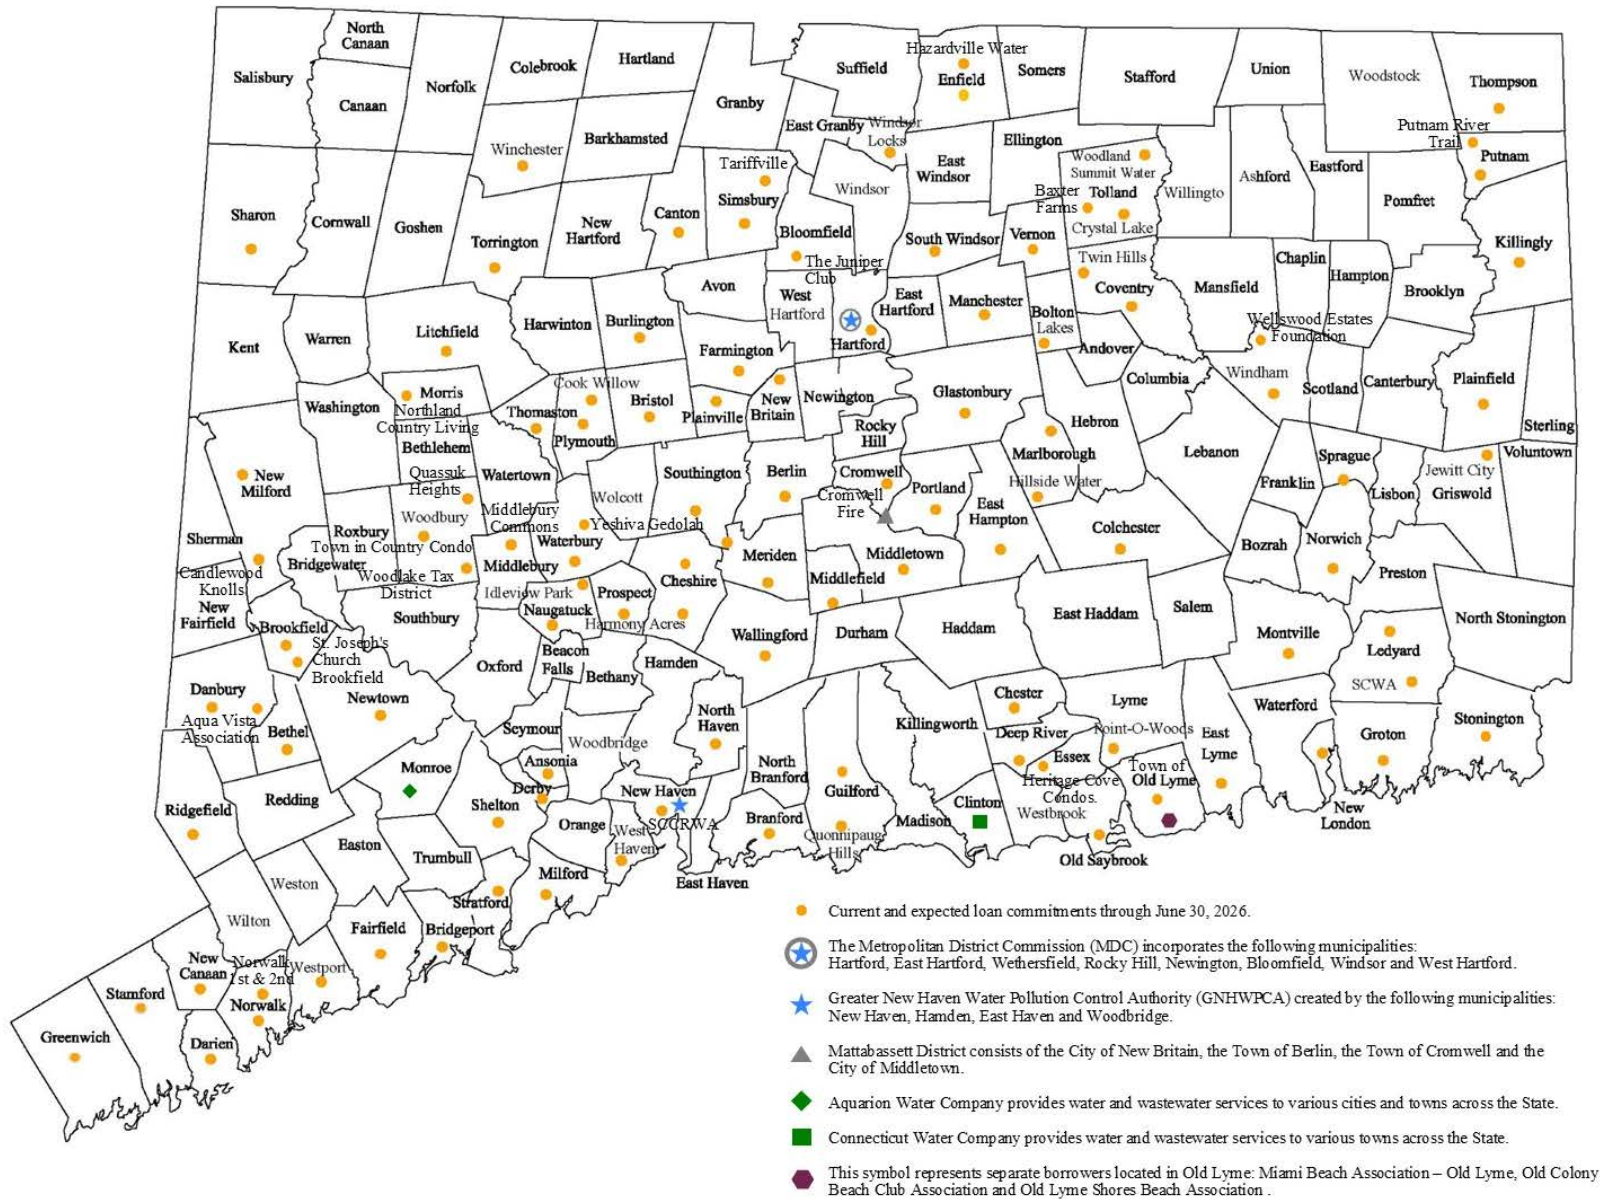 North
Canaan
Salisbury
Canaan
Norfolk
Colebrook
Hartland
Granby
Suffield
Hazardville Water
Enfield
Somers
Stafford
Union
Woodstock
Thompson
Putnam River
Trail
Putnam
East Granby
Windsor
Locks
Barkhamsted
Winchester
Tariffville
Simsbury
Windsor
East
Windsor
Ellington
Woodland
Summit Water
Baxter
Farms
Tolland
Crystal Lake
Willingto
Ashford
Eastford
Pomfret
Sharon
Cornwall
Goshen
Torrington
New
Hartford
Canton
Bloomfield
The Juniper
Club
South Windsor
Vernon
Twin Hills
Coventry
Mansfield
Chaplin
Hampton
Brooklyn
Killingly
Kent
Warren
Litchfield
Harwinton
Burlington
Avon
West
Hartford
Hartford
East
Hartford
Manchester
Bolton
Lakes
Andover
Wellswood Estates
Foundation
Windham
Scotland
Canterbury
Plainfield
Sterling
Washington
Morris
Northland
Country Living
Bethlehem
Thomaston
Cook Willow
Plymouth
Bristol
Farmington
Plainville
New
Britain
Newington
Rocky
Hill
Glastonbury
Marlborough
Hebron
Columbia
Lebanon
Franklin
Sprague
Lisbon
Jewitt City
Griswold
Voluntown
New
Milford
Quassuk
Heights
Woodbury
Watertown
Wolcott
Southington
Berlin
Cromwell
Cromwell
Fire
Portland
East
Hampton
Hillside Water
Colchester
Bozrah
Norwich
Preston
Sherman
Roxbury
Bridgewater
Town in Country Condo
Woodlake Tax
District
Middlebury
Commons
Middlebury
Yeshiva Gedolah
Waterbury
Idleview Park
Naugatuck
Prospect
Harmony Acres
Cheshire
Meriden
Middlefield
Middletown
Candlewood
Knolls
New
Fairfield
Brookfield
St. Joseph's
Church
Brookfield
Southbury
Oxford
Beacon
Falls
Bethany
Hamden
Wallingford
Durham
Haddam
East Haddam
Salem
Montville
Ledyard
SCWA
North Stonington
Danbury
Aqua Vista
Association
Bethel
Newtown
Seymour
Woodbridge
North
Haven
North
Branford
Killingworth
Chester
Deep River
Essex
Heritage Cove
Condos.
Lyme
Point-O-Woods
East
Lyme
Waterford
Groton
Stonington
Ridgefield
Redding
Monroe
Shelton
Ansonia
Derby
Orange
New Haven
SCCRWA
West
Haven
Branford
Guilford
Quonnipaug
Hills
Madison
Clinton
Westbrook
Town of
Old Lyme
Old Saybrook
New
London
East Haven
Easton
Trumbull
Milford
Stratford
Weston
Wilton
Fairfield
Bridgeport
New
Canaan
Norwalk
1st & 2nd
Norwalk
Westport
Stamford
Greenwich
Darien
Current and expected loan commitments through June 30, 2026.
The Metropolitan District Commission (MDC) incorporates the following municipalities:
Hartford, East Hartford, Wethersfield, Rocky Hill, Newington, Bloomfield, Windsor and West Hartford.
Greater New Haven Water Pollution Control Authority (GNHWPCA) created by the following municipalities:
New Haven, Hamden, East Haven and Woodbridge.
Mattabassett District consists of the City of New Britain, the Town of Berlin, the Town of Cromwell and the
City of Middletown.
Aquarion Water Company provides water and wastewater services to various cities and towns across the State.
Connecticut Water Company provides water and wastewater services to various towns across the State.
This symbol represents separate borrowers located in Old Lyme: Miami Beach Association – Old Lyme, Old Colony
Beach Club Association and Old Lyme Shores Beach Association .